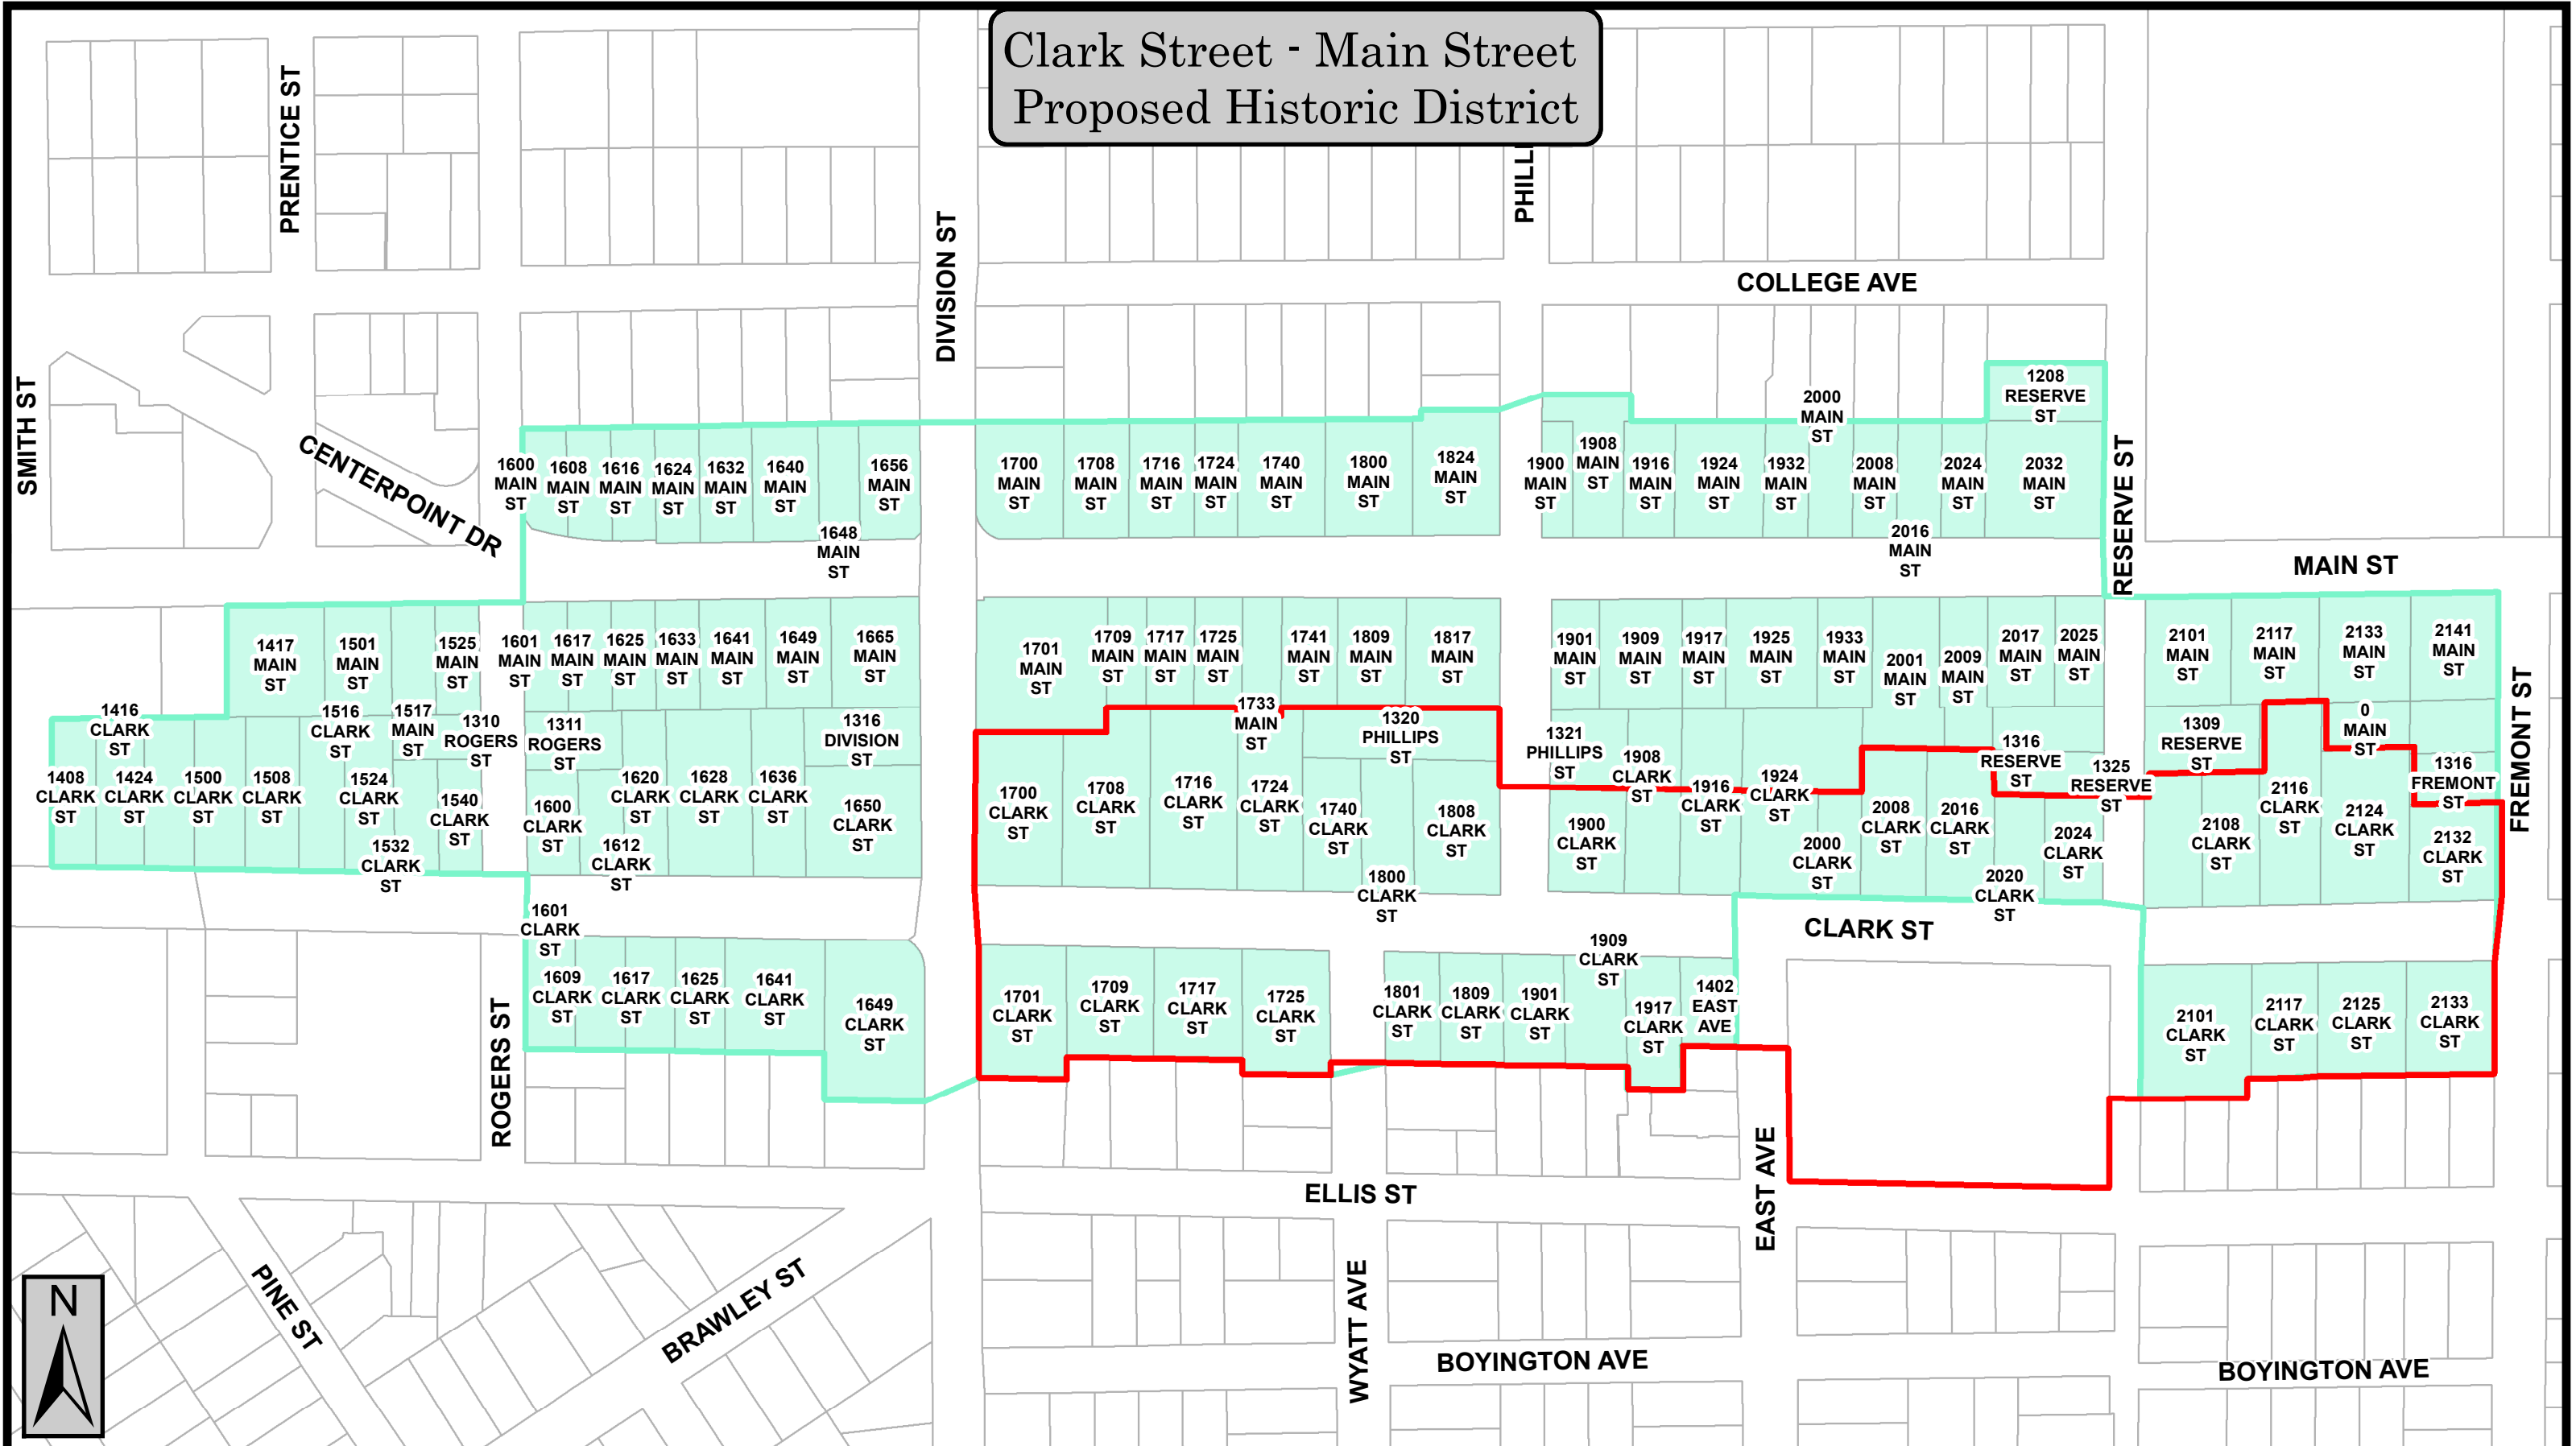 Clark Street - Main Street
Proposed Historic District
PRENTICE ST
DIVISION ST
PHILLI
COLLEGE AVE
SMITH ST
CENTERPOINT DR
RESERVE ST
MAIN ST
FREMONT ST
1208
RESERVE
ST
2000
MAIN
ST
1600
MAIN
ST
1608
MAIN
ST
1616
MAIN
ST
1624
MAIN
ST
1632
MAIN
ST
1640
MAIN
ST
1648
MAIN
ST
1656
MAIN
ST
1700
MAIN
ST
1708
MAIN
ST
1716
MAIN
ST
1724
MAIN
ST
1740
MAIN
ST
1800
MAIN
ST
1824
MAIN
ST
1900
MAIN
ST
1908
MAIN
ST
1916
MAIN
ST
1924
MAIN
ST
1932
MAIN
ST
2008
MAIN
ST
2016
MAIN
ST
2024
MAIN
ST
2032
MAIN
ST
1417
MAIN
ST
1501
MAIN
ST
1517
MAIN
ST
1525
MAIN
ST
1601
MAIN
ST
1617
MAIN
ST
1625
MAIN
ST
1633
MAIN
ST
1641
MAIN
ST
1649
MAIN
ST
1665
MAIN
ST
1701
MAIN
ST
1709
MAIN
ST
1717
MAIN
ST
1725
MAIN
ST
1733
MAIN
ST
1741
MAIN
ST
1809
MAIN
ST
1817
MAIN
ST
1901
MAIN
ST
1909
MAIN
ST
1917
MAIN
ST
1925
MAIN
ST
1933
MAIN
ST
2001
MAIN
ST
2009
MAIN
ST
2017
MAIN
ST
2025
MAIN
ST
2101
MAIN
ST
2117
MAIN
ST
2133
MAIN
ST
2141
MAIN
ST
0
MAIN
ST
1408
CLARK
ST
1416
CLARK
ST
1424
CLARK
ST
1500
CLARK
ST
1508
CLARK
ST
1516
CLARK
ST
1524
CLARK
ST
1532
CLARK
ST
1540
CLARK
ST
1310
ROGERS
ST
1311
ROGERS
ST
1600
CLARK
ST
1612
CLARK
ST
1620
CLARK
ST
1628
CLARK
ST
1636
CLARK
ST
1316
DIVISION
ST
1650
CLARK
ST
1700
CLARK
ST
1708
CLARK
ST
1716
CLARK
ST
1724
CLARK
ST
1740
CLARK
ST
1320
PHILLIPS
ST
1800
CLARK
ST
1808
CLARK
ST
1321
PHILLIPS
ST
1900
CLARK
ST
1908
CLARK
ST
1916
CLARK
ST
1924
CLARK
ST
2000
CLARK
ST
2008
CLARK
ST
2016
CLARK
ST
1316
RESERVE
ST
2020
CLARK
ST
2024
CLARK
ST
1325
RESERVE
ST
1309
RESERVE
ST
2108
CLARK
ST
2116
CLARK
ST
2124
CLARK
ST
1316
FREMONT
ST
2132
CLARK
ST
CLARK ST
1601
CLARK
ST
1609
CLARK
ST
1617
CLARK
ST
1625
CLARK
ST
1641
CLARK
ST
1649
CLARK
ST
1701
CLARK
ST
1709
CLARK
ST
1717
CLARK
ST
1725
CLARK
ST
1801
CLARK
ST
1809
CLARK
ST
1901
CLARK
ST
1909
CLARK
ST
1917
CLARK
ST
1402
EAST
AVE
2101
CLARK
ST
2117
CLARK
ST
2125
CLARK
ST
2133
CLARK
ST
ROGERS ST
ELLIS ST
EAST AVE
PINE ST
BRAWLEY ST
WYATT AVE
BOYINGTON AVE
BOYINGTON AVE
N